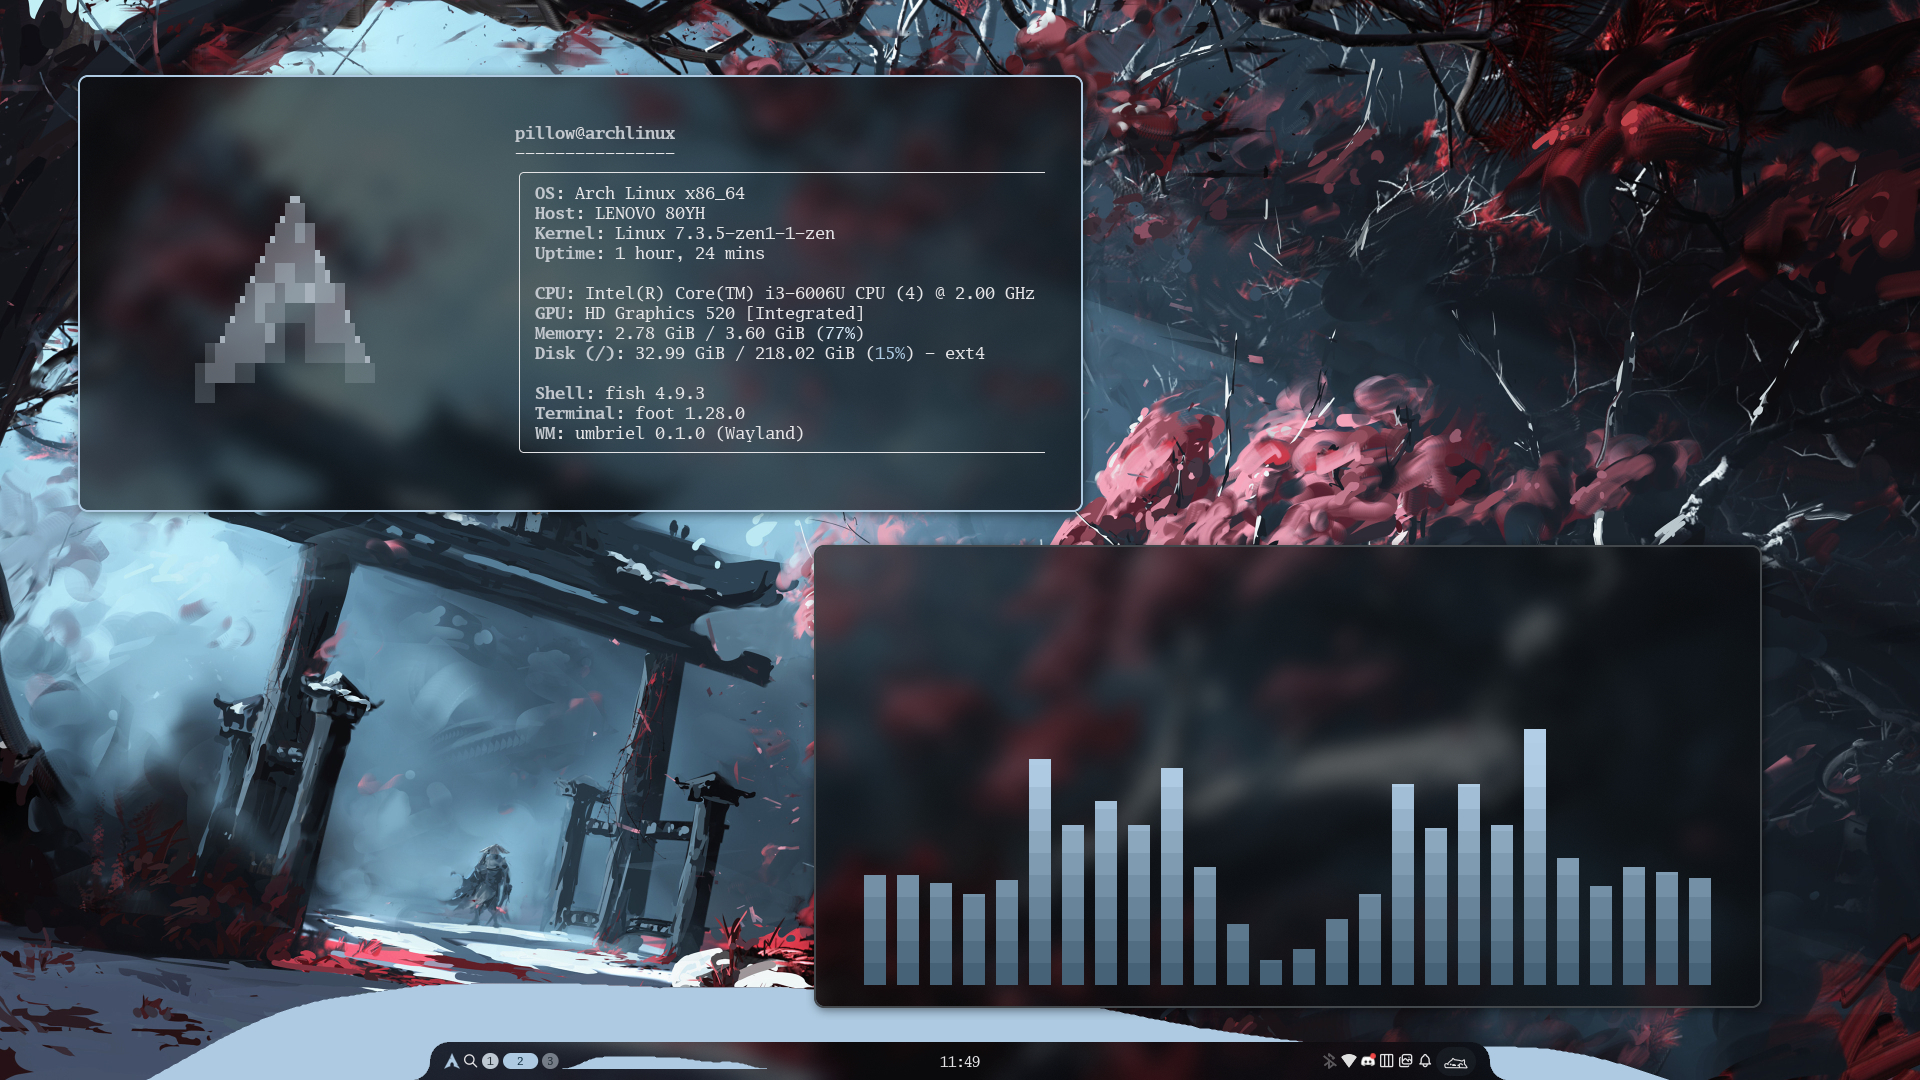 pillow@archlinux
----------------
OS: Arch Linux x86_64
Host: LENOVO 80YH
Kernel: Linux 7.3.5-zen1-1-zen
Uptime: 1 hour, 24 mins
CPU: Intel(R) Core(TM) i3-6006U CPU (4) @ 2.00 GHz
GPU: HD Graphics 520 [Integrated]
Memory: 2.78 GiB / 3.60 GiB (77%)
Disk (/): 32.99 GiB / 218.02 GiB (15%) - ext4
Shell: fish 4.9.3
Terminal: foot 1.28.0
WM: umbriel 0.1.0 (Wayland)
1 2 3 11:49